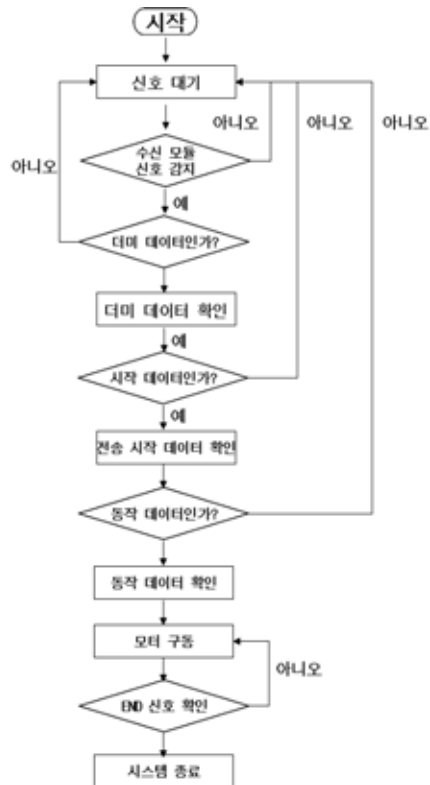 시작
신호 대기
아니오
아니오
아니오
수신 모듈
신호 감지
아니오
예
더미 데이터인가?
더미 데이터 확인
예
시작 데이터인가?
예
전송 시작 데이터 확인
동작 데이터인가?
동작 데이터 확인
모터 구동
아니오
END 신호 확인
시스템 종료